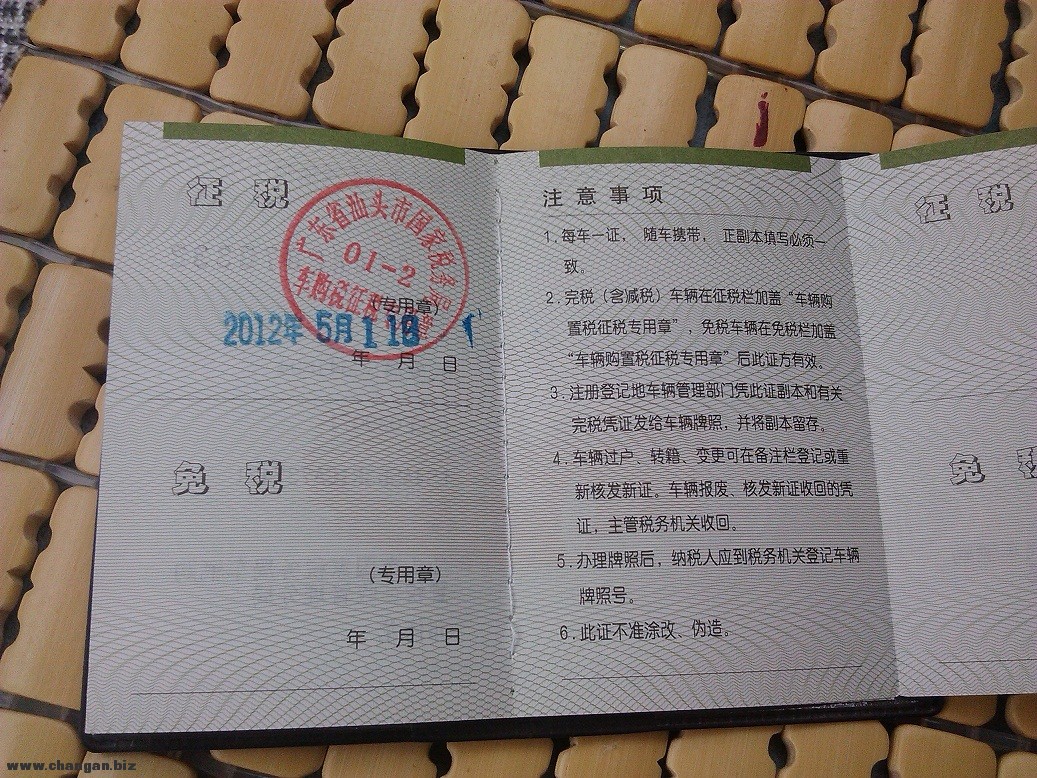 征 税
广东省汕头市国家税务局
01-2
车购税征税
(专用章)
2012年 5月 1 18
年 月 日
免 税
(专用章)
年 月 日
注意事项
1.每车一证，随车携带，正副本填写必须一
致。
2.完税（含减税）车辆在征税栏加盖“车辆购
置税征税专用章”，免税车辆在免税栏加盖
“车辆购置税征税专用章”后此证方有效。
3.注册登记地车辆管理部门凭此证副本和有关
完税凭证发给车辆牌照，并将副本留存。
4.车辆过户、转籍、变更可在备注栏登记或重
新核发新证。车辆报废、核发新证收回的凭
证，主管税务机关收回。
5.办理牌照后，纳税人应到税务机关登记车辆
牌照号。
6.此证不准涂改、伪造。
征 税
免
www.changan.biz